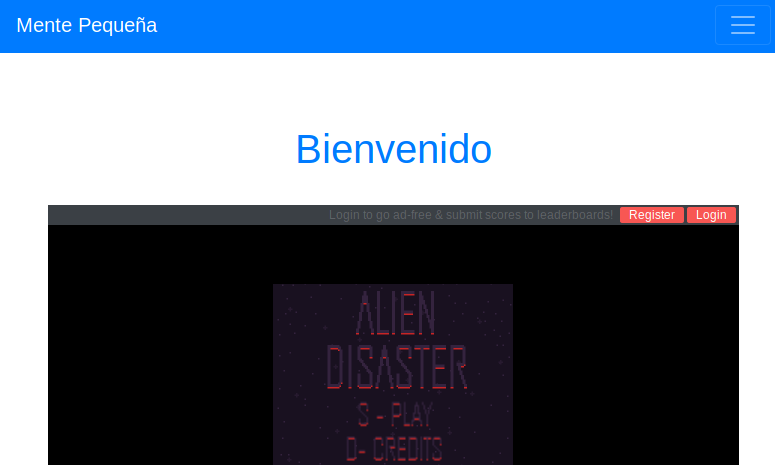 Mente Pequeña
Bienvenido
Login to go ad-free & submit scores to leaderboards! Register Login
ALIEN
DISASTER
S - PLAY
D- CREDITS